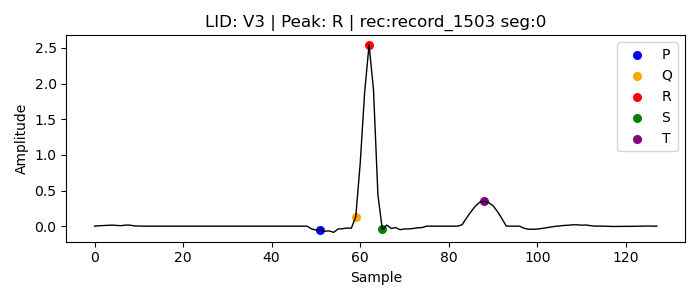 LID: V3 | Peak: R | rec:record_1503 seg:0
Amplitude
2.5
2.0
1.5
1.0
0.5
0.0
P
Q
R
S
T
0 20 40 60 80 100 120
Sample